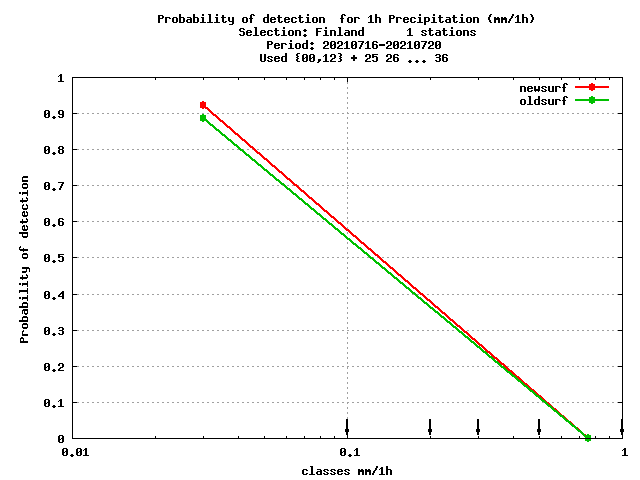 Probability of detection  for 1h Precipitation (mm/1h)
Selection: Finland      1 stations
Period: 20210716-20210720
Used {00,12} + 25 26 ... 36
newsurf
oldsurf
1
0.9
0.8
0.7
0.6
0.5
0.4
0.3
0.2
0.1
0
Probability of detection
0.01
0.1
1
classes mm/1h